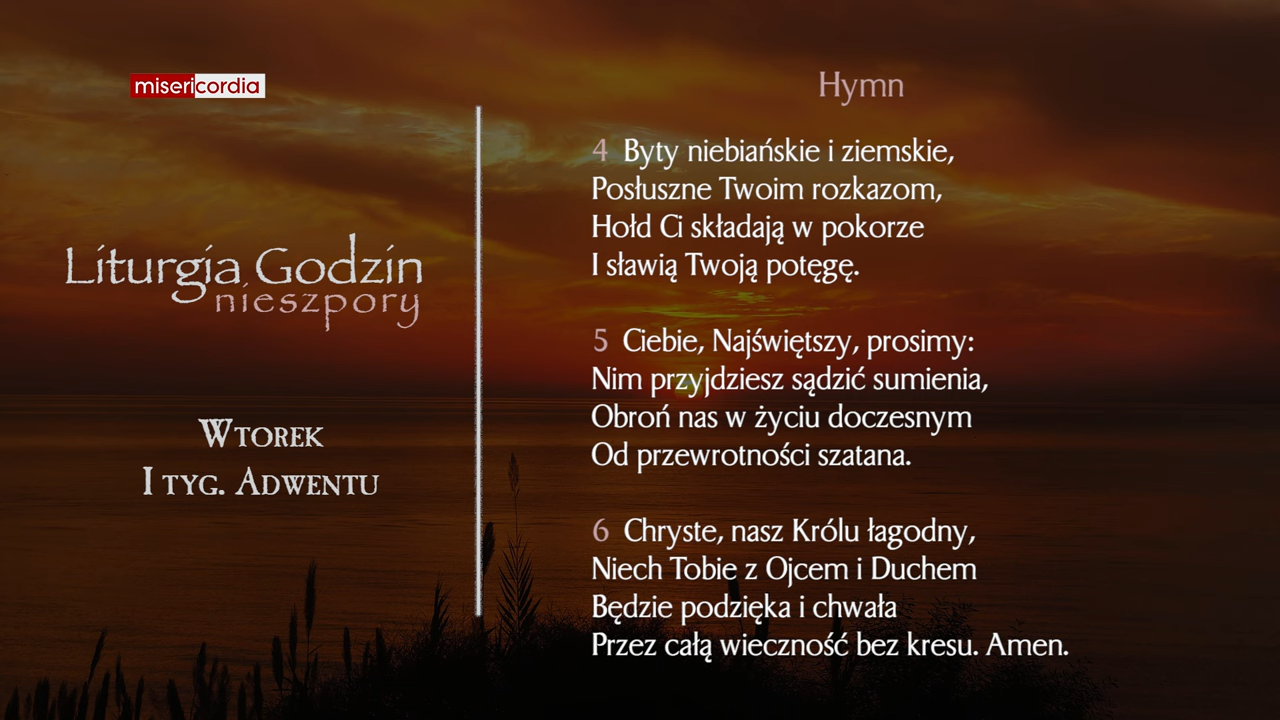 misericordia
Liturgia Godzin
nieszpory
Wtorek
I tyg. Adwentu
Hymn
4 Byty niebiańskie i ziemskie,
Posłuszne Twoim rozkazom,
Hołd Ci składają w pokorze
I sławią Twoją potęgę.
5 Ciebie, Najświętszy, prosimy:
Nim przyjdziesz sądzić sumienia,
Obroń nas w życiu doczesnym
Od przewrotności szatana.
6 Chryste, nasz Królu łagodny,
Niech Tobie z Ojcem i Duchem
Będzie podzięka i chwała
Przez całą wieczność bez kresu. Amen.